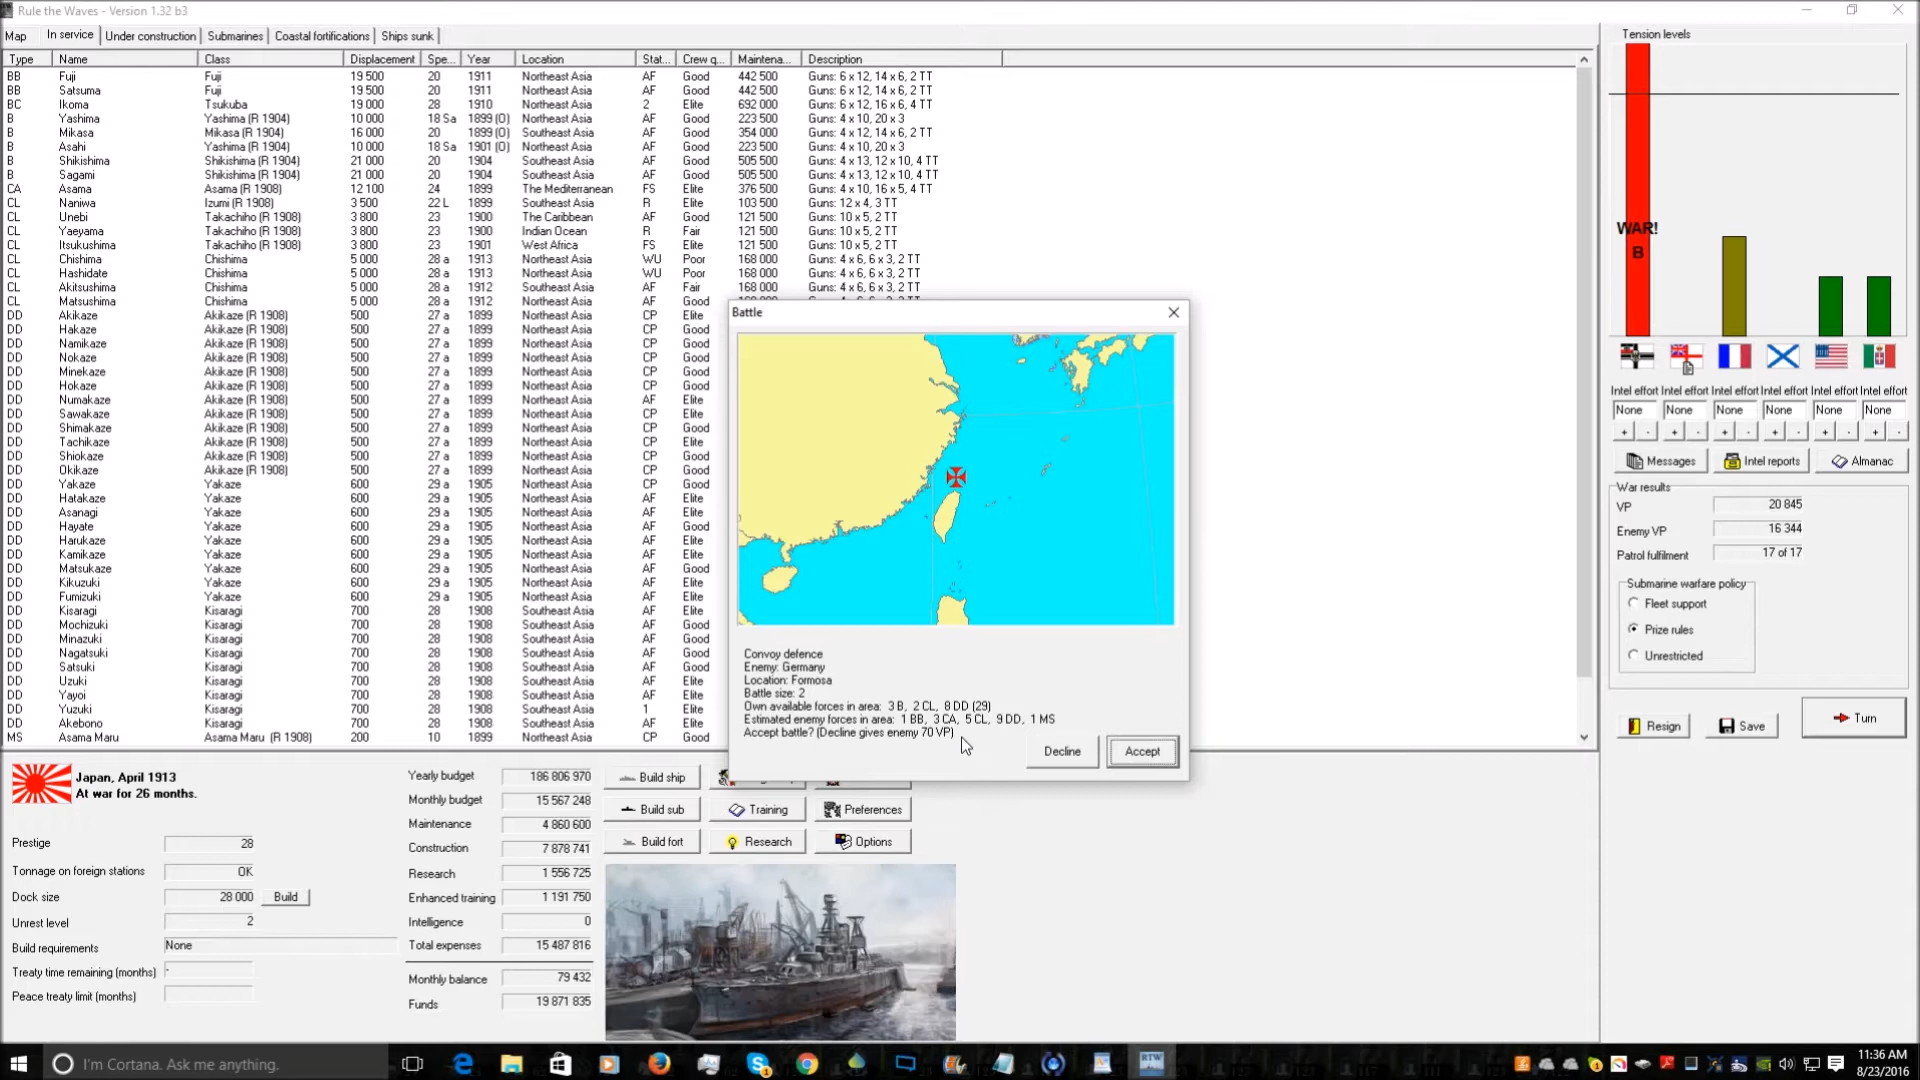 Rule the Waves - Version 1.32 b3
Map In service Under construction Submarines Coastal fortifications Ships sunk
Type Name Class Displacement Spe... Year Location Stat... Crew q... Maintena... Description
BB Fuji Fuji 19 500 20 1911 Northeast Asia AF Good 442 500 Guns: 6 x 12, 14 x 6, 2 TT
BB Satsuma Fuji 19 500 20 1911 Northeast Asia AF Good 442 500 Guns: 6 x 12, 14 x 6, 2 TT
BC Ikoma Tsukuba 19 000 28 1910 Northeast Asia 2 Elite 692 000 Guns: 6 x 12, 16 x 6, 4 TT
B Yashima Yashima (R 1904) 10 000 18 Sa 1899 (O) Northeast Asia AF Good 223 500 Guns: 4 x 10, 20 x 3
B Mikasa Mikasa (R 1904) 16 000 20 1899 (O) Southeast Asia AF Good 354 000 Guns: 4 x 12, 14 x 6, 2 TT
B Asahi Yashima (R 1904) 10 000 18 Sa 1901 (O) Northeast Asia AF Good 223 500 Guns: 4 x 10, 20 x 3
B Shikishima Shikishima (R 1904) 21 000 20 1904 Southeast Asia AF Good 505 500 Guns: 4 x 13, 12 x 10, 4 TT
B Sagami Shikishima (R 1904) 21 000 20 1904 Southeast Asia AF Good 505 500 Guns: 4 x 13, 12 x 10, 4 TT
CA Asama Asama (R 1908) 12 100 24 1899 The Mediterranean FS Elite 376 500 Guns: 4 x 10, 16 x 5, 4 TT
CL Naniwa Izumi (R 1908) 3 500 22 L 1899 Southeast Asia R Elite 103 500 Guns: 12 x 4, 3 TT
CL Unebi Takachiho (R 1908) 3 800 23 1900 The Caribbean AF Good 121 500 Guns: 10 x 5, 2 TT
CL Yaeyama Takachiho (R 1908) 3 800 23 1900 Indian Ocean R Fair 121 500 Guns: 10 x 5, 2 TT
CL Itsukushima Takachiho (R 1908) 3 800 23 1901 West Africa FS Elite 121 500 Guns: 10 x 5, 2 TT
CL Chishima Chishima 5 000 28 a 1913 Northeast Asia WU Poor 168 000 Guns: 4 x 6, 6 x 3, 2 TT
CL Hashidate Chishima 5 000 28 a 1913 Northeast Asia WU Poor 168 000 Guns: 4 x 6, 6 x 3, 2 TT
CL Akitsushima Chishima 5 000 28 a 1912 Southeast Asia AF Fair 168 000 Guns: 4 x 6, 6 x 3, 2 TT
CL Matsushima Chishima 5 000 28 a 1912 Northeast Asia AF Good
DD Akikaze Akikaze (R 1908) 500 27 a 1899 Northeast Asia CP Elite
DD Hakaze Akikaze (R 1908) 500 27 a 1899 Northeast Asia CP Good
DD Namikaze Akikaze (R 1908) 500 27 a 1899 Northeast Asia CP Elite
DD Nokaze Akikaze (R 1908) 500 27 a 1899 Northeast Asia CP Good
DD Minekaze Akikaze (R 1908) 500 27 a 1899 Northeast Asia CP Good
DD Hokaze Akikaze (R 1908) 500 27 a 1899 Northeast Asia CP Good
DD Numakaze Akikaze (R 1908) 500 27 a 1899 Northeast Asia AF Elite
DD Sawakaze Akikaze (R 1908) 500 27 a 1899 Northeast Asia CP Elite
DD Shimakaze Akikaze (R 1908) 500 27 a 1899 Northeast Asia CP Good
DD Tachikaze Akikaze (R 1908) 500 27 a 1899 Northeast Asia CP Elite
DD Shiokaze Akikaze (R 1908) 500 27 a 1899 Northeast Asia CP Good
DD Okikaze Akikaze (R 1908) 500 27 a 1899 Northeast Asia CP Good
DD Yakaze Yakaze 600 29 a 1905 Northeast Asia CP Good
DD Hatakaze Yakaze 600 29 a 1905 Northeast Asia AF Elite
DD Asanagi Yakaze 600 29 a 1905 Northeast Asia AF Elite
DD Hayate Yakaze 600 29 a 1905 Northeast Asia AF Good
DD Harukaze Yakaze 600 29 a 1905 Northeast Asia AF Elite
DD Kamikaze Yakaze 600 29 a 1905 Northeast Asia AF Good
DD Matsukaze Yakaze 600 29 a 1905 Northeast Asia AF Elite
DD Kikuzuki Yakaze 600 29 a 1905 Northeast Asia AF Elite
DD Fumizuki Yakaze 600 29 a 1905 Northeast Asia AF Elite
DD Kisaragi Kisaragi 700 28 1908 Southeast Asia AF Elite
DD Mochizuki Kisaragi 700 28 1908 Southeast Asia AF Good
DD Minazuki Kisaragi 700 28 1908 Southeast Asia AF Good
DD Nagatsuki Kisaragi 700 28 1908 Southeast Asia AF Good
DD Satsuki Kisaragi 700 28 1908 Southeast Asia AF Good
DD Uzuki Kisaragi 700 28 1908 Southeast Asia AF Elite
DD Yayoi Kisaragi 700 28 1908 Southeast Asia AF Good
DD Yuzuki Kisaragi 700 28 1908 Southeast Asia 1 Elite
DD Akebono Kisaragi 700 28 1908 Southeast Asia AF Elite
MS Asama Maru Asama Maru (R 1908) 200 10 1899 Northeast Asia CP Good
Battle
Convoy defence
Enemy: Germany
Location: Formosa
Battle size: 2
Own available forces in area: 3 B, 2 CL, 8 DD (29)
Estimated enemy forces in area: 1 BB, 3 CA, 5 CL, 9 DD, 1 MS
Accept battle? (Decline gives enemy 70 VP)
Decline Accept
Tension levels
WAR!
B
Intel effort Intel effort Intel effort Intel effort Intel effort Intel effort
None None None None None None
+ - + - + - + - + - + -
Messages Intel reports Almanac
War results
VP 20 845
Enemy VP 16 344
Patrol fulfilment 17 of 17
Submarine warfare policy
Fleet support
Prize rules
Unrestricted
Resign Save Turn
Japan, April 1913
At war for 26 months.
Prestige 28
Tonnage on foreign stations OK
Dock size 28 000 Build
Unrest level 2
Build requirements None
Treaty time remaining (months) -
Peace treaty limit (months)
Yearly budget 186 806 970
Monthly budget 15 567 248
Maintenance 4 860 600
Construction 7 878 741
Research 1 556 725
Enhanced training 1 191 750
Intelligence 0
Total expenses 15 487 816
Monthly balance 79 432
Funds 19 871 835
Build ship
Build sub Training Preferences
Build fort Research Options
I'm Cortana. Ask me anything.
RTW
11:36 AM
8/23/2016